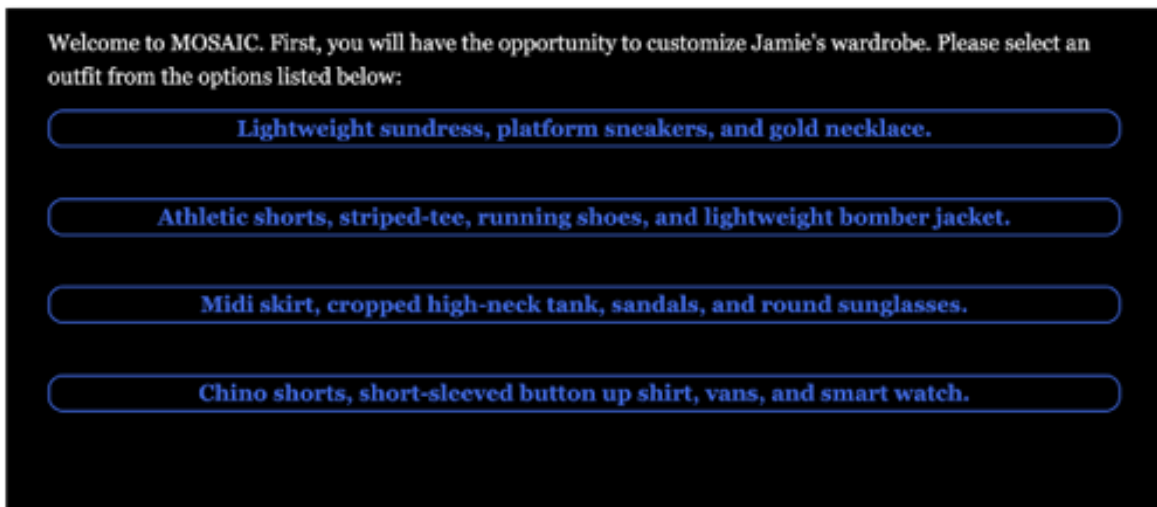 Welcome to MOSAIC. First, you will have the opportunity to customize Jamie's wardrobe. Please select an
outfit from the options listed below:
Lightweight sundress, platform sneakers, and gold necklace.
Athletic shorts, striped-tee, running shoes, and lightweight bomber jacket.
Midi skirt, cropped high-neck tank, sandals, and round sunglasses.
Chino shorts, short-sleeved button up shirt, vans, and smart watch.